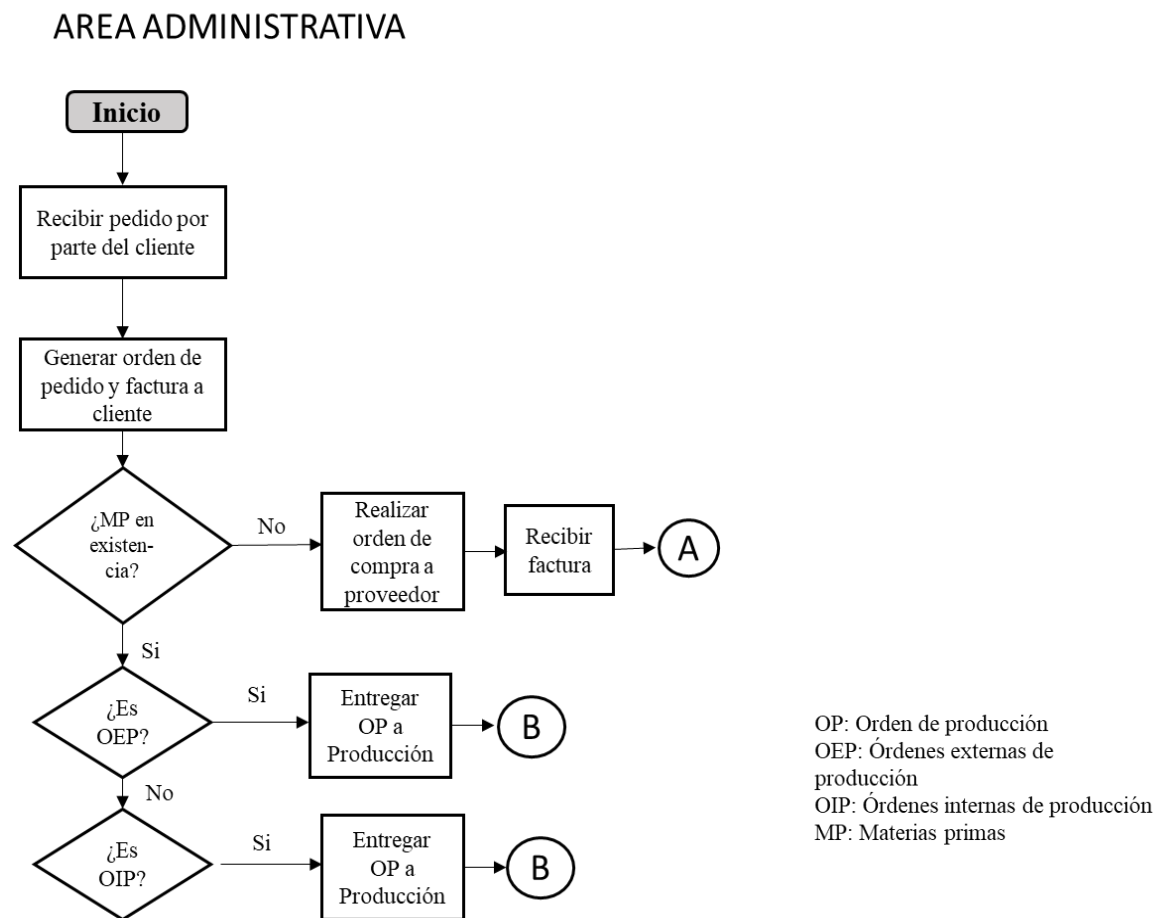 AREA ADMINISTRATIVA
Inicio
Recibir pedido por
parte del cliente
Generar orden de
pedido y factura a
cliente
¿MP en
existen-
cia?
No
Realizar
orden de
compra a
proveedor
Recibir
factura
A
Si
¿Es
OEP?
Si
Entregar
OP a
Producción
B
No
¿Es
OIP?
Si
Entregar
OP a
Producción
B
OP: Orden de producción
OEP: Órdenes externas de
producción
OIP: Órdenes internas de producción
MP: Materias primas